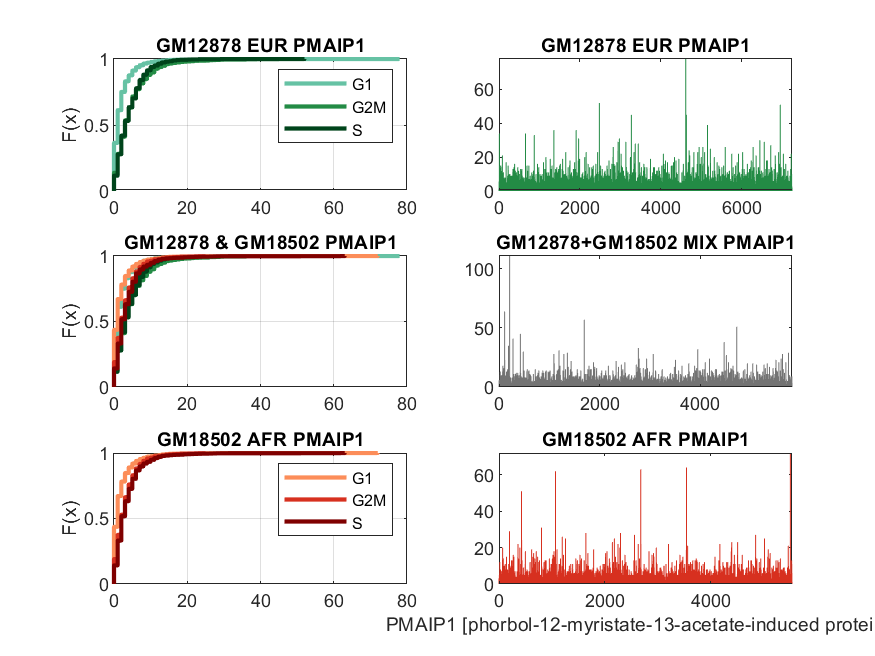 GM12878 EUR PMAIP1
F(x)
1
0.5
0
0 20 40 60 80
G1
G2M
S
GM12878 EUR PMAIP1
60
40
20
0
0 2000 4000 6000
GM12878 & GM18502 PMAIP1
F(x)
1
0.5
0
0 20 40 60 80
GM12878+GM18502 MIX PMAIP1
100
50
0
0 2000 4000
GM18502 AFR PMAIP1
F(x)
1
0.5
0
0 20 40 60 80
G1
G2M
S
GM18502 AFR PMAIP1
60
40
20
0
0 2000 4000
PMAIP1 [phorbol-12-myristate-13-acetate-induced protei